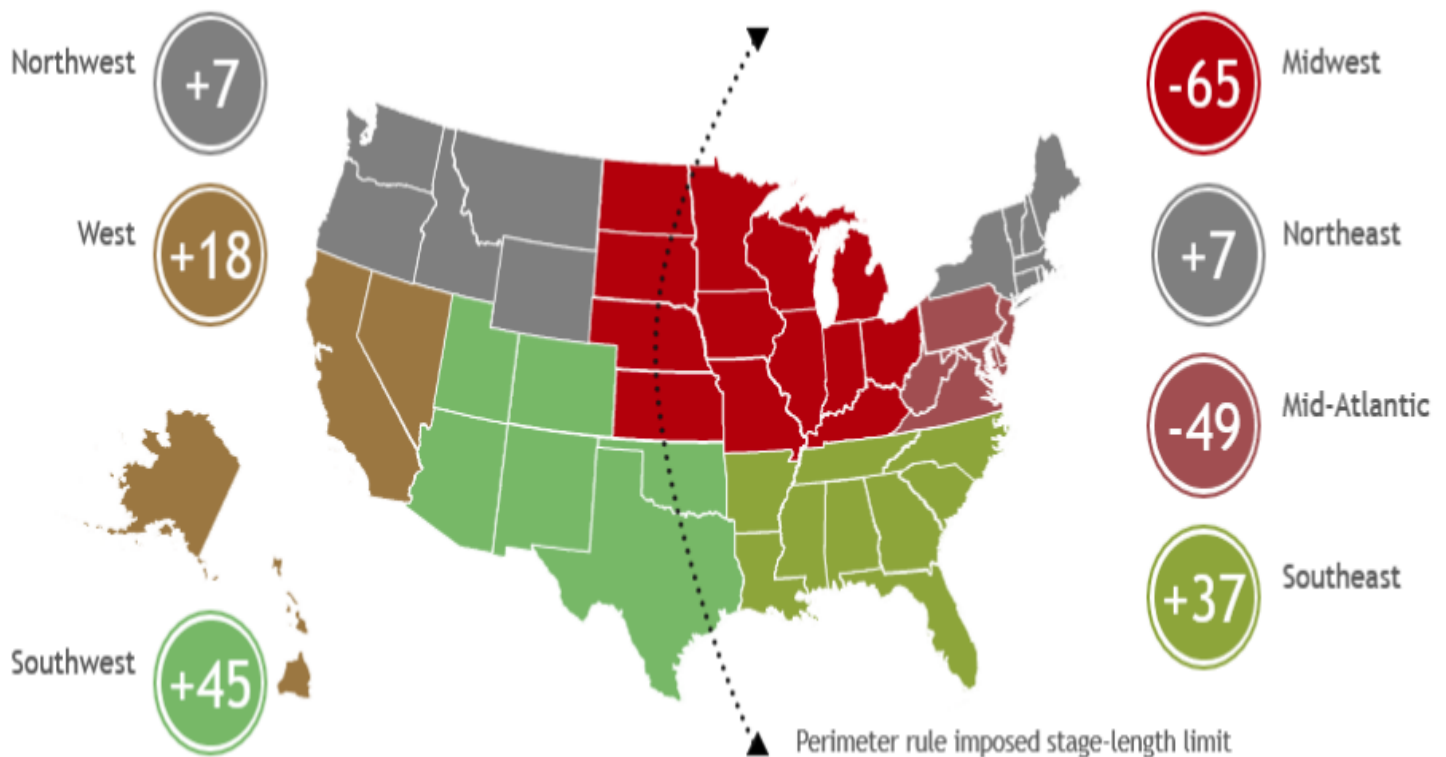 Northwest
+7
West
+18
Southwest
+45
-65
Midwest
+7
Northeast
-49
Mid-Atlantic
+37
Southeast
Perimeter rule imposed stage-length limit